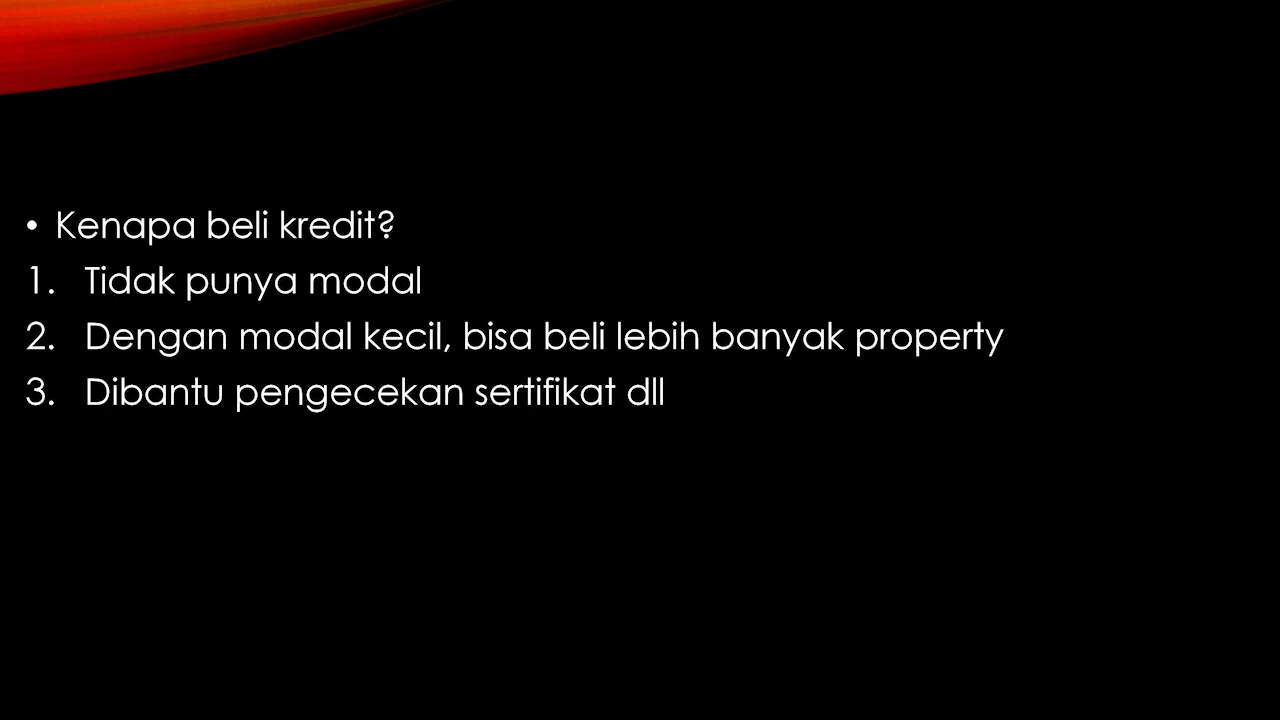 • Kenapa beli kredit?
1. Tidak punya modal
2. Dengan modal kecil, bisa beli lebih banyak property
3. Dibantu pengecekan sertifikat dll